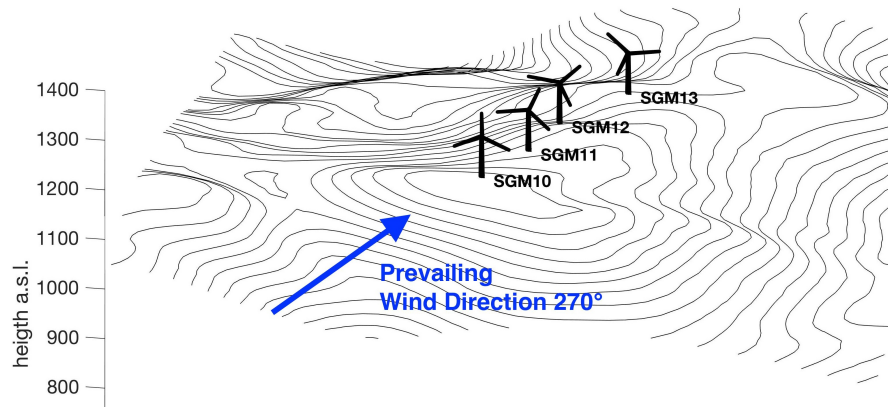 SGM13
1400
SGM12
1300
SGM11
SGM10
1200
1100
Prevailing
Wind Direction 270°
1000
900
800
heigth a.s.l.